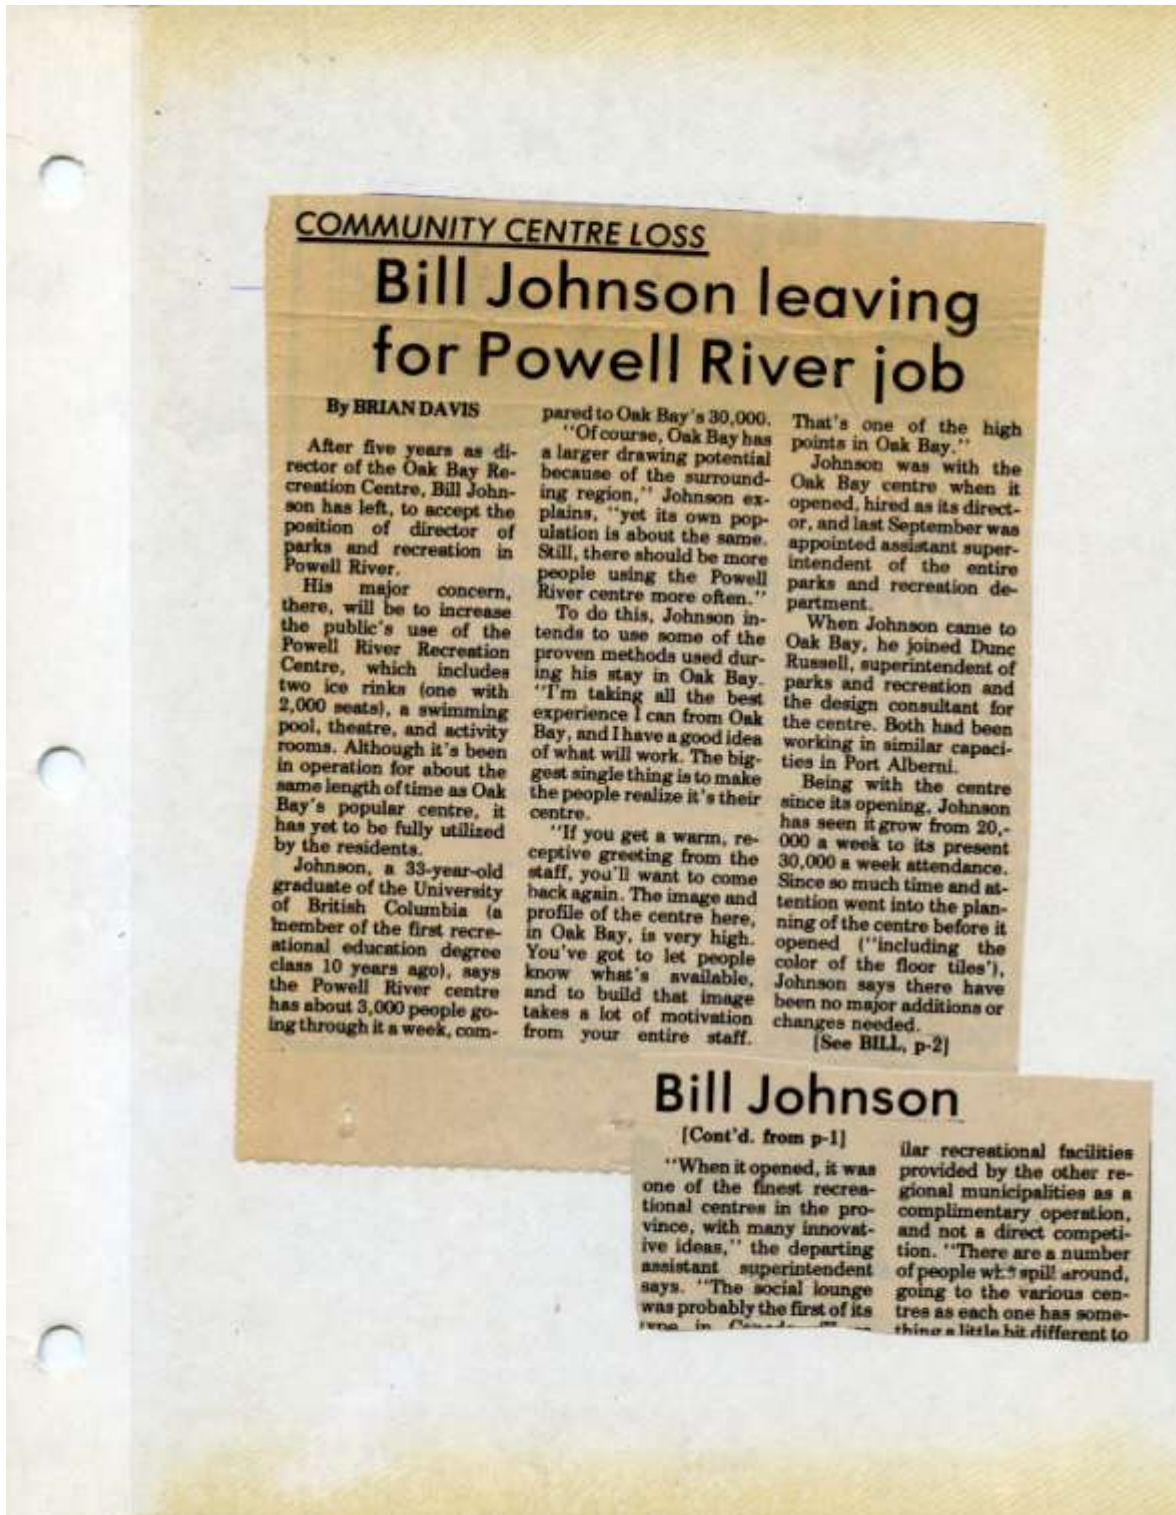 COMMUNITY CENTRE LOSS
Bill Johnson leaving
for Powell River job
By BRIAN DAVIS
After five years as di-
rector of the Oak Bay Re-
creation Centre, Bill John-
son has left, to accept the
position of director of
parks and recreation in
Powell River.
His major concern,
there, will be to increase
the public's use of the
Powell River Recreation
Centre, which includes
two ice rinks (one with
2,000 seats), a swimming
pool, theatre, and activity
rooms. Although it's been
in operation for about the
same length of time as Oak
Bay's popular centre, it
has yet to be fully utilized
by the residents.
Johnson, a 33-year-old
graduate of the University
of British Columbia (a
member of the first recre-
ational education degree
class 10 years ago), says
the Powell River centre
has about 3,000 people go-
ing through it a week, com-
pared to Oak Bay's 30,000.
"Of course, Oak Bay has
a larger drawing potential
because of the surround-
ing region," Johnson ex-
plains, "yet its own pop-
ulation is about the same.
Still, there should be more
people using the Powell
River centre more often."
To do this, Johnson in-
tends to use some of the
proven methods used dur-
ing his stay in Oak Bay.
"I'm taking all the best
experience I can from Oak
Bay, and I have a good idea
of what will work. The big-
gest single thing is to make
the people realize it's their
centre.
"If you get a warm, re-
ceptive greeting from the
staff, you'll want to come
back again. The image and
profile of the centre here,
in Oak Bay, is very high.
You've got to let people
know what's available,
and to build that image
takes a lot of motivation
from your entire staff.
That's one of the high
points in Oak Bay."
Johnson was with the
Oak Bay centre when it
opened, hired as its direct-
or, and last September was
appointed assistant super-
intendent of the entire
parks and recreation de-
partment.
When Johnson came to
Oak Bay, he joined Dunc
Russell, superintendent of
parks and recreation and
the design consultant for
the centre. Both had been
working in similar capaci-
ties in Port Alberni.
Being with the centre
since its opening, Johnson
has seen it grow from 20,-
000 a week to its present
30,000 a week attendance.
Since so much time and at-
tention went into the plan-
ning of the centre before it
opened ("including the
color of the floor tiles'),
Johnson says there have
been no major additions or
changes needed.
[See BILL, p-2]
Bill Johnson
[Cont'd. from p-1]
"When it opened, it was
one of the finest recrea-
tional centres in the pro-
vince, with many innovat-
ive ideas," the departing
assistant superintendent
says. "The social lounge
was probably the first of its
type in Canada
ilar recreational facilities
provided by the other re-
gional municipalities as a
complimentary operation,
and not a direct competi-
tion. "There are a number
of people spill around,
going to the various cen-
tres as each one has some-
thing a little bit different to